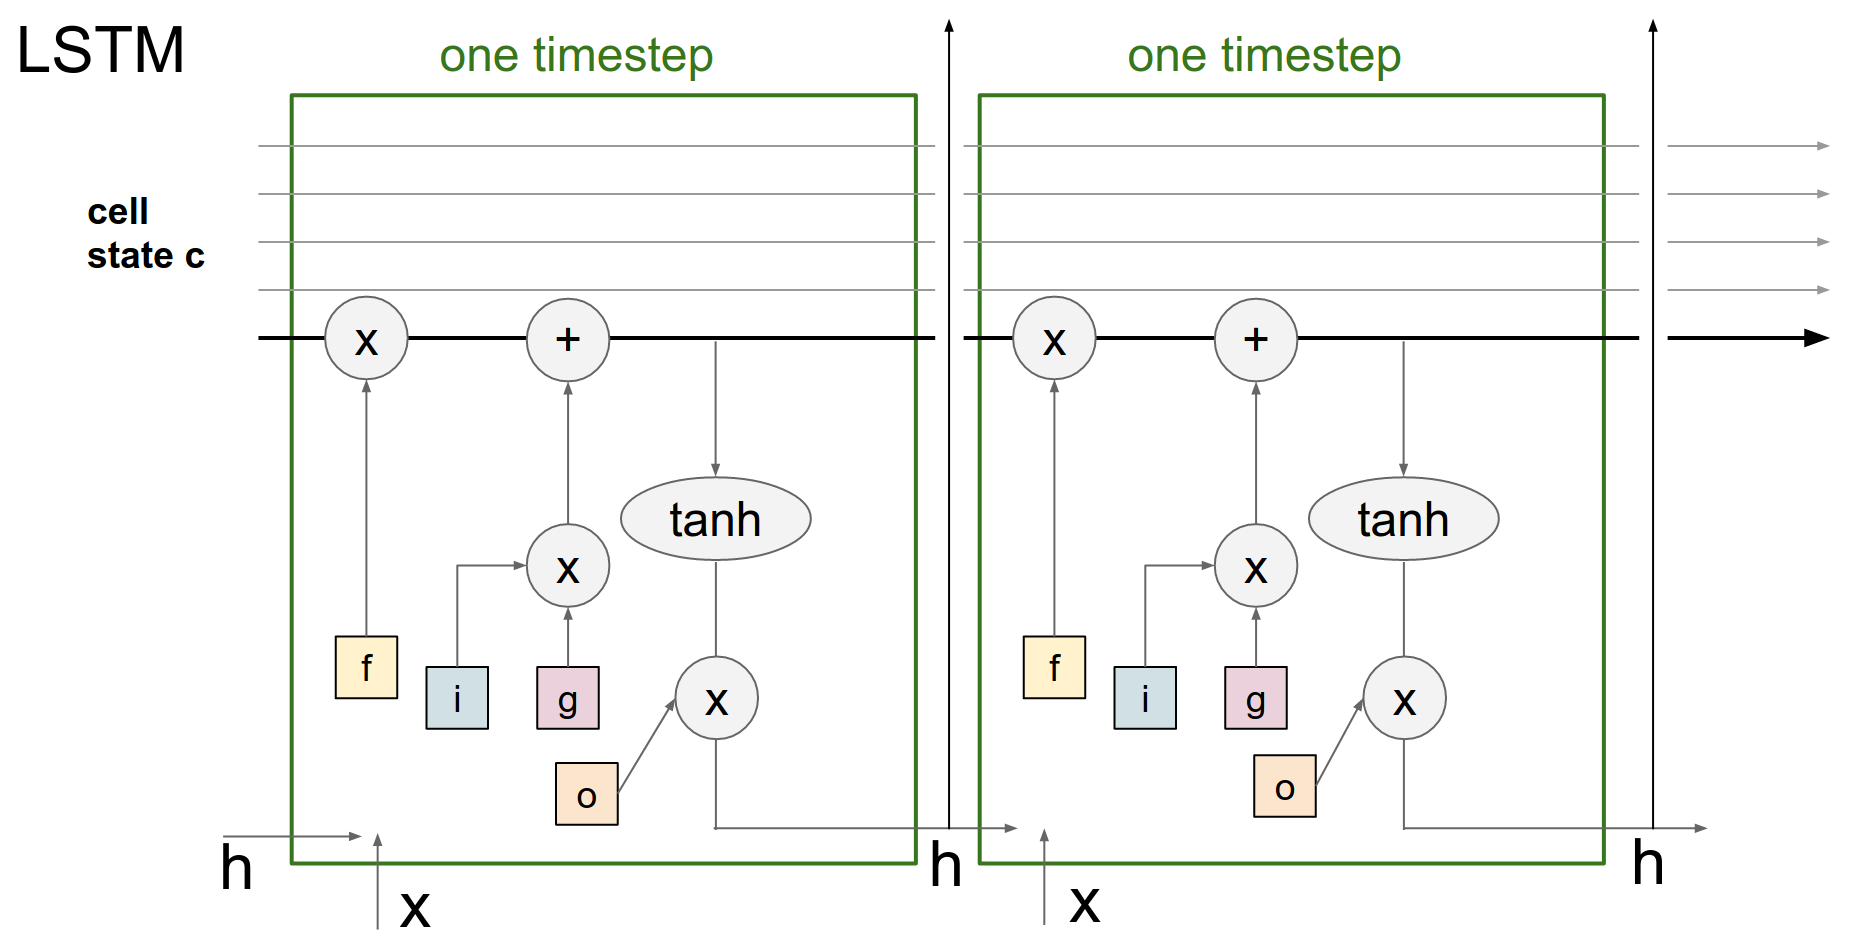 LSTM
one timestep
one timestep
cell
state c
x
+
x
+
tanh
tanh
x
x
f
f
i
g
x
i
g
x
o
o
h
h
h
x
x